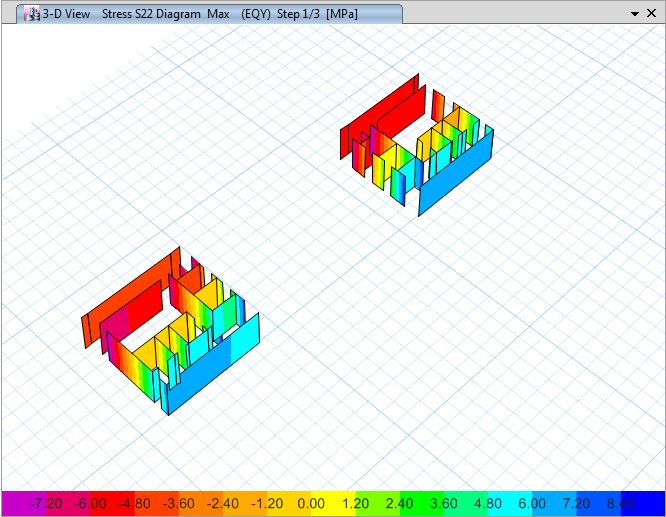 3-D View Stress S22 Diagram Max (EQY) Step 1/3 [MPa]
-7.20 -6.00 -4.80 -3.60 -2.40 -1.20 0.00 1.20 2.40 3.60 4.80 6.00 7.20 8.40